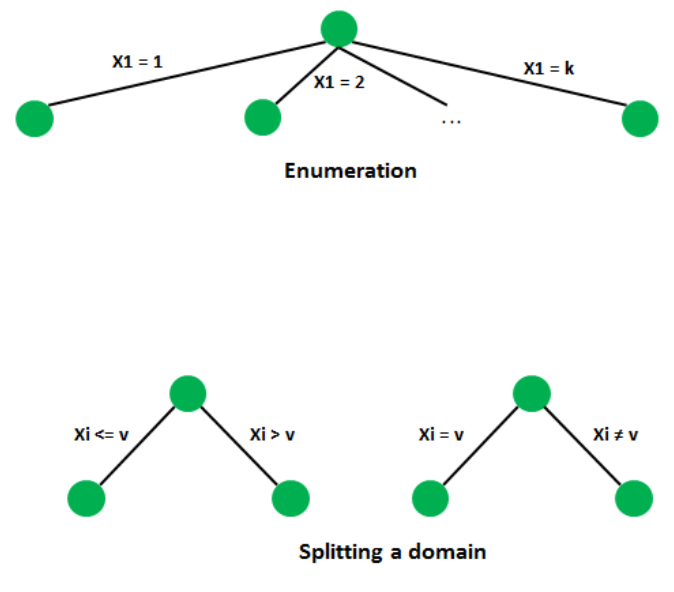 X1 = 1
X1 = 2
X1 = k
...
Enumeration
Xi <= v
Xi > v
Xi = v
Xi ≠ v
Splitting a domain